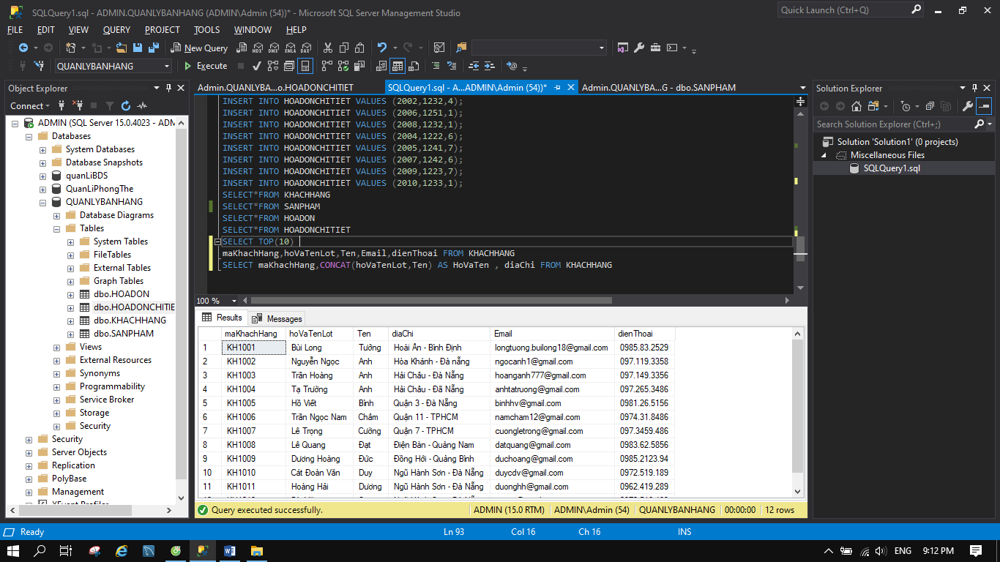 SQLQuery1.sql - ADMIN.QUANLYBANHANG (ADMIN\Admin (54))* - Microsoft SQL Server Management Studio
Quick Launch (Ctrl+Q)
FILE EDIT VIEW QUERY PROJECT TOOLS WINDOW HELP
New Query MDX DMX XMLA DAX
QUANLYBANHANG Execute
Object Explorer
Connect
ADMIN (SQL Server 15.0.4023 - ADM
Databases
System Databases
Database Snapshots
quanLiBDS
QuanLiPhongThe
QUANLYBANHANG
Database Diagrams
Tables
System Tables
FileTables
External Tables
Graph Tables
dbo.HOADON
dbo.HOADONCHITIE
dbo.KHACHHANG
dbo.SANPHAM
Views
External Resources
Synonyms
Programmability
Service Broker
Storage
Security
Security
Server Objects
Replication
PolyBase
Management
XEvent Profiler
Admin.QUANLYBA...o.HOADONCHITIET SQLQuery1.sql - A...ADMIN\Admin (54))* Admin.QUANLYBA...G - dbo.SANPHAM
INSERT INTO HOADONCHITIET VALUES (2002,1232,4);
INSERT INTO HOADONCHITIET VALUES (2006,1251,1);
INSERT INTO HOADONCHITIET VALUES (2008,1232,1);
INSERT INTO HOADONCHITIET VALUES (2004,1222,6);
INSERT INTO HOADONCHITIET VALUES (2005,1241,7);
INSERT INTO HOADONCHITIET VALUES (2007,1242,6);
INSERT INTO HOADONCHITIET VALUES (2009,1223,7);
INSERT INTO HOADONCHITIET VALUES (2010,1233,1);
SELECT*FROM KHACHHANG
SELECT*FROM SANPHAM
SELECT*FROM HOADON
SELECT*FROM HOADONCHITIET
SELECT TOP(10)
maKhachHang,hoVaTenLot,Ten,Email,dienThoai FROM KHACHHANG
SELECT maKhachHang,CONCAT(hoVaTenLot,Ten) AS HoVaTen , diaChi FROM KHACHHANG
100 %
Results Messages
maKhachHang hoVaTenLot Ten diaChi Email dienThoai
1 KH1001 Bùi Long Tưởng Hoài Ân - Bình Định longtuong.builong18@gmail.com 0985.83.2529
2 KH1002 Nguyễn Ngọc Anh Hòa Khánh - Đà nẵng ngocanh1@gmail.com 097.119.3358
3 KH1003 Trần Hoàng Anh Hải Châu - Đà Nẵng hoanganh777@gmail.com 097.149.3356
4 KH1004 Tạ Trường Anh Hải Châu - Đã Nẵng anhtatruong@gmail.com 097.265.3486
5 KH1005 Hồ Viết Bình Quận 3 - Đà Nẵng binhhv@gmail.com 0981.26.5156
6 KH1006 Trần Ngọc Nam Châm Quận 11 - TPHCM namcham12@gmail.com 0974.31.8486
7 KH1007 Lê Trọng Cường Quận 7 - TPHCM cuongletrong@gmail.com 097.3459.486
8 KH1008 Lê Quang Đạt Điện Bàn - Quảng Nam datquang@gmail.com 0983.62.5856
9 KH1009 Dương Hoàng Đức Đồng Hới - Quảng Bình duchoang@gmail.com 0985.2123.94
10 KH1010 Cát Đoàn Văn Duy Ngũ Hành Sơn - Đà Nẵng duycdv@gmail.com 0972.519.189
11 KH1011 Hoàng Hải Dương Ngũ Hành Sơn - Đà Nẵng duonghh@gmail.com 0962.419.289
Query executed successfully. ADMIN (15.0 RTM) ADMIN\Admin (54) QUANLYBANHANG 00:00:00 12 rows
Solution Explorer
Search Solution Explorer (Ctrl+;)
Solution 'Solution1' (0 projects)
Miscellaneous Files
SQLQuery1.sql
Ready Ln 93 Col 16 Ch 16 INS
ENG 9:12 PM